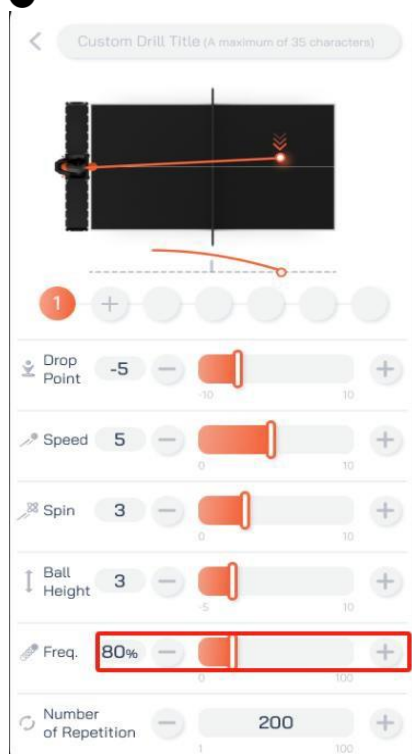 Custom Drill Title (A maximum of 35 characters)
1 +
Drop
Point
-5 — +
-10 10
Speed 5 — +
0 10
Spin 3 — +
0 10
Ball
Height
3 — +
-5 10
Freq. 80% — +
0 100
Number
of Repetition
— 200 +
1 100